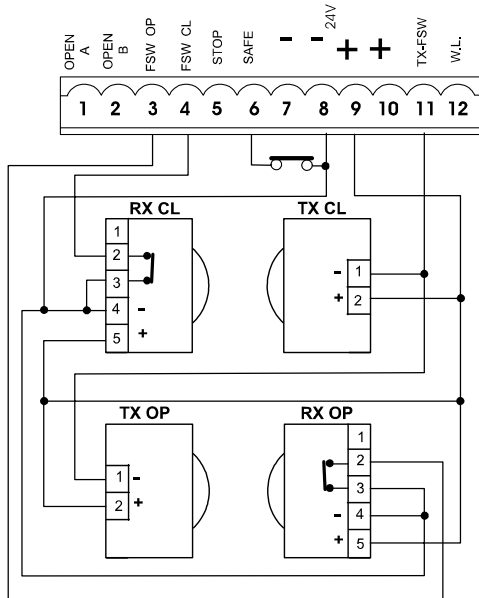 OPEN A
OPEN B
FSW OP
FSW CL
STOP
SAFE
-
- 24V
+
+
TX-FSW
W.L.
1 2 3 4 5 6 7 8 9 10 11 12
RX CL
1
2
3
4 -
5 +
TX CL
- 1
+ 2
TX OP
1 -
2 +
RX OP
1
2
3
- 4
+ 5